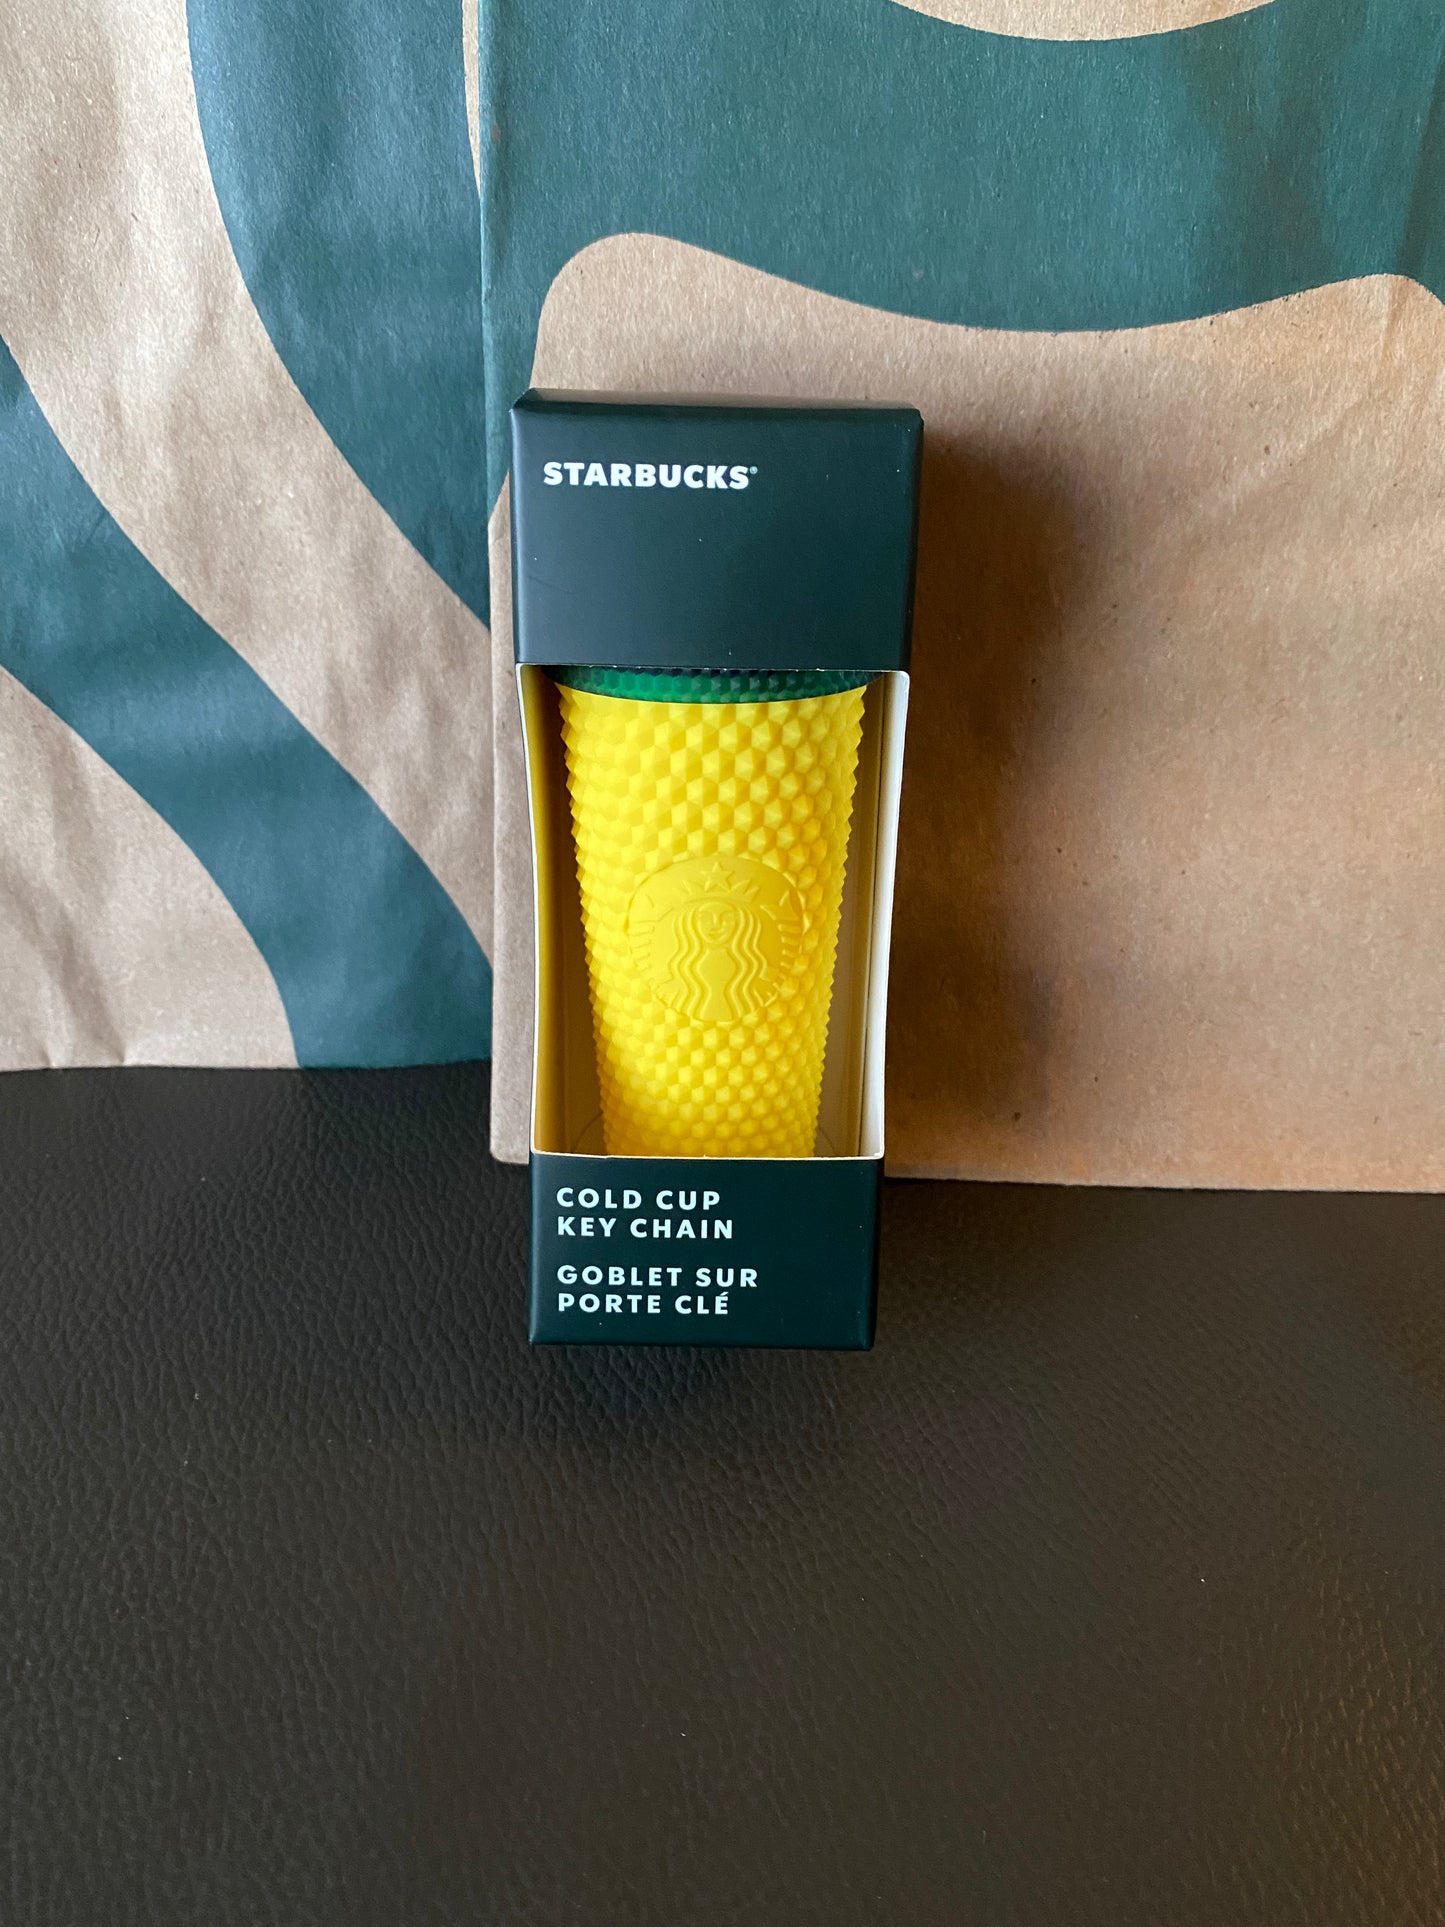 STARBUCKS®
COLD CUP
KEY CHAIN
GOBLET SUR
PORTE CLÉ